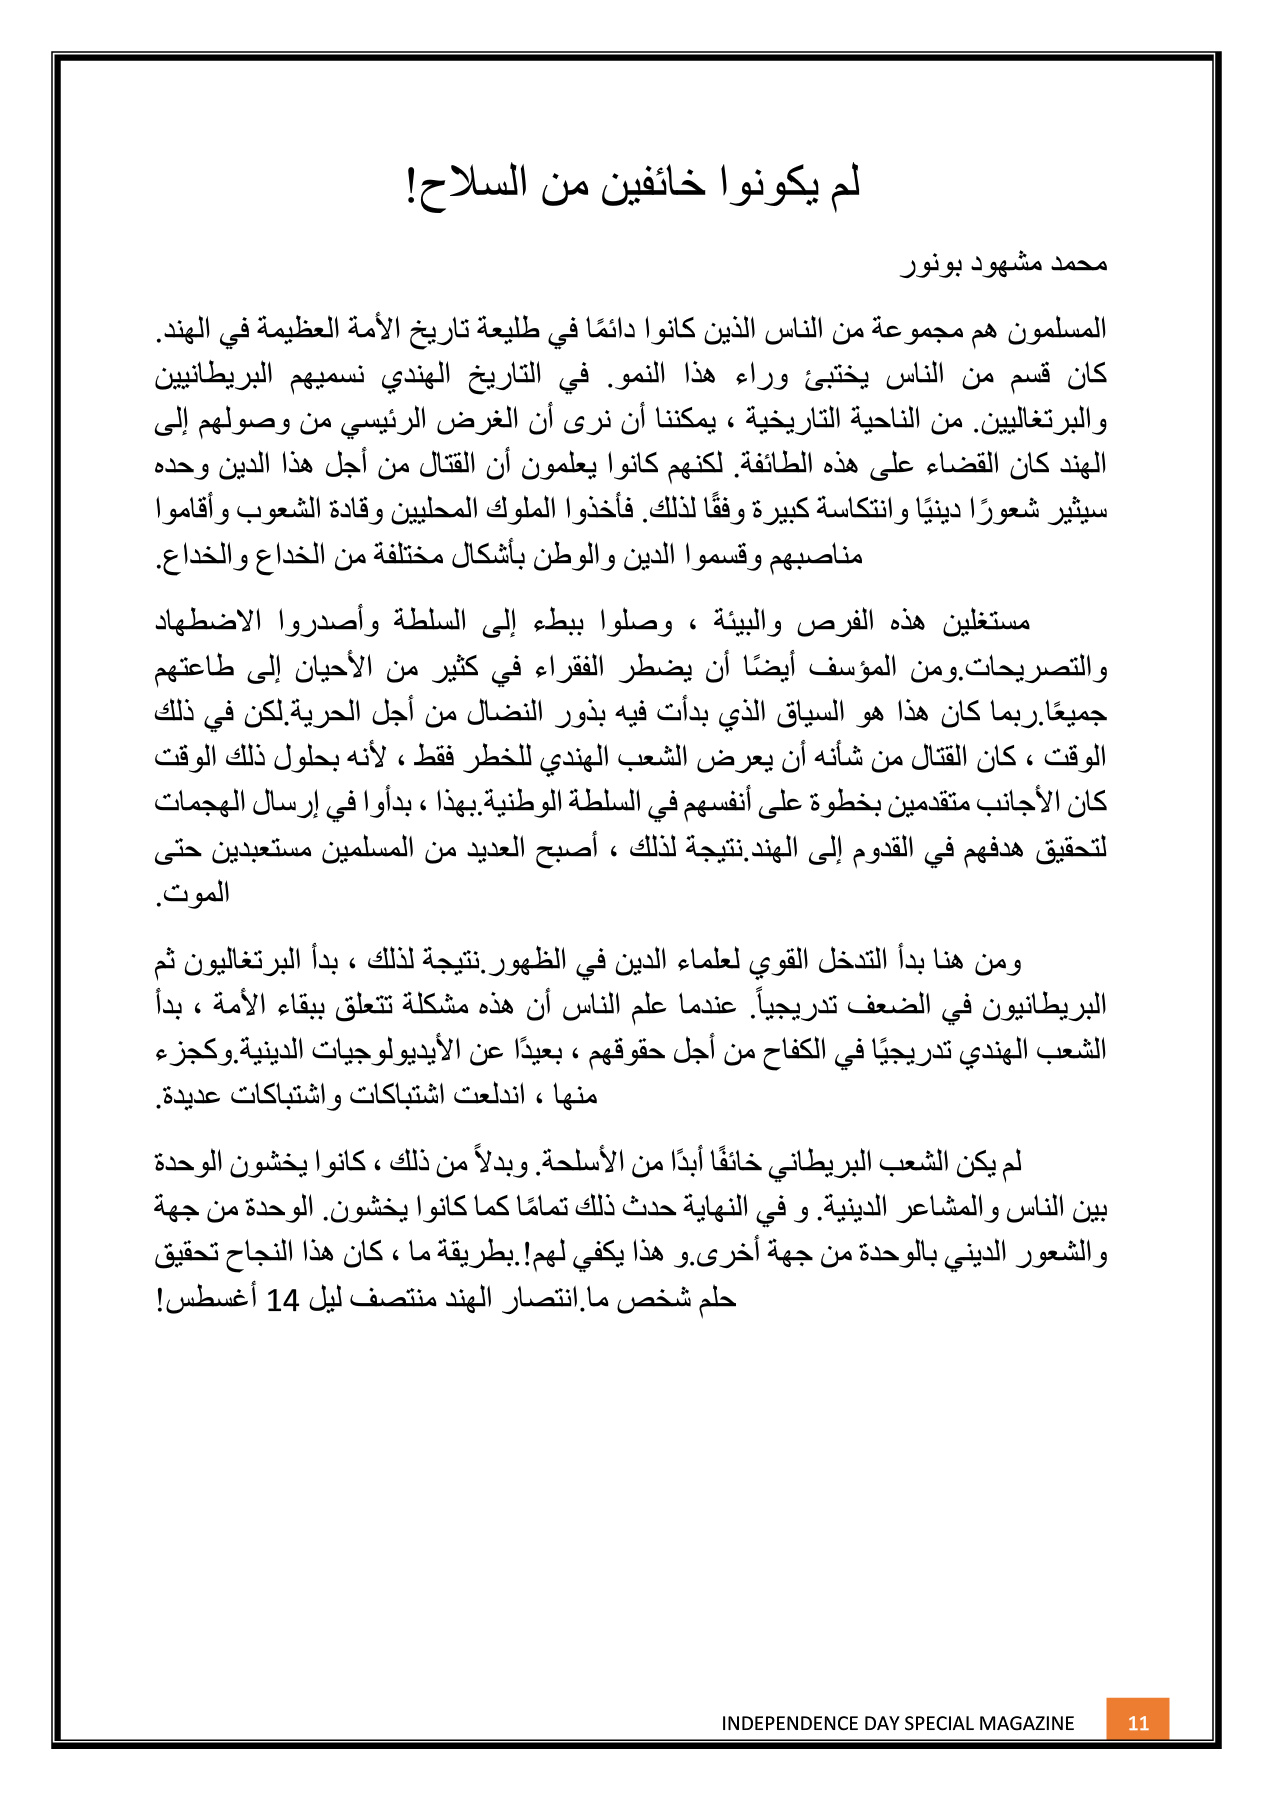 لم يكونوا خائفين من السلاح!
محمد مشهود بونور
المسلمون هم مجموعة من الناس الذين كانوا دائمًا في طليعة تاريخ الأمة العظيمة في الهند.
كان قسم من الناس يختبئ وراء هذا النمو. في التاريخ الهندي نسميهم البريطانيين
والبرتغاليين. من الناحية التاريخية ، يمكننا أن نرى أن الغرض الرئيسي من وصولهم إلى
الهند كان القضاء على هذه الطائفة. لكنهم كانوا يعلمون أن القتال من أجل هذا الدين وحده
سيثير شعورًا دينيًا وانتكاسة كبيرة وفقًا لذلك. فأخذوا الملوك المحليين وقادة الشعوب وأقاموا
مناصبهم وقسموا الدين والوطن بأشكال مختلفة من الخداع والخداع.
مستغلين هذه الفرص والبيئة ، وصلوا ببطء إلى السلطة وأصدروا الاضطهاد
والتصريحات.ومن المؤسف أيضًا أن يضطر الفقراء في كثير من الأحيان إلى طاعتهم
جميعًا.ربما كان هذا هو السياق الذي بدأت فيه بذور النضال من أجل الحرية.لكن في ذلك
الوقت ، كان القتال من شأنه أن يعرض الشعب الهندي للخطر فقط ، لأنه بحلول ذلك الوقت
كان الأجانب متقدمين بخطوة على أنفسهم في السلطة الوطنية.بهذا ، بدأوا في إرسال الهجمات
لتحقيق هدفهم في القدوم إلى الهند.نتيجة لذلك ، أصبح العديد من المسلمين مستعبدين حتى
الموت.
ومن هنا بدأ التدخل القوي لعلماء الدين في الظهور.نتيجة لذلك ، بدأ البرتغاليون ثم
البريطانيون في الضعف تدريجياً. عندما علم الناس أن هذه مشكلة تتعلق ببقاء الأمة ، بدأ
الشعب الهندي تدريجيًا في الكفاح من أجل حقوقهم ، بعيدًا عن الأيديولوجيات الدينية.وكجزء
منها ، اندلعت اشتباكات واشتباكات عديدة.
لم يكن الشعب البريطاني خائفًا أبدًا من الأسلحة. وبدلاً من ذلك ، كانوا يخشون الوحدة
بين الناس والمشاعر الدينية. و في النهاية حدث ذلك تمامًا كما كانوا يخشون. الوحدة من جهة
والشعور الديني بالوحدة من جهة أخرى.و هذا يكفي لهم!.بطريقة ما ، كان هذا النجاح تحقيق
حلم شخص ما.انتصار الهند منتصف ليل 14 أغسطس!
INDEPENDENCE DAY SPECIAL MAGAZINE 11